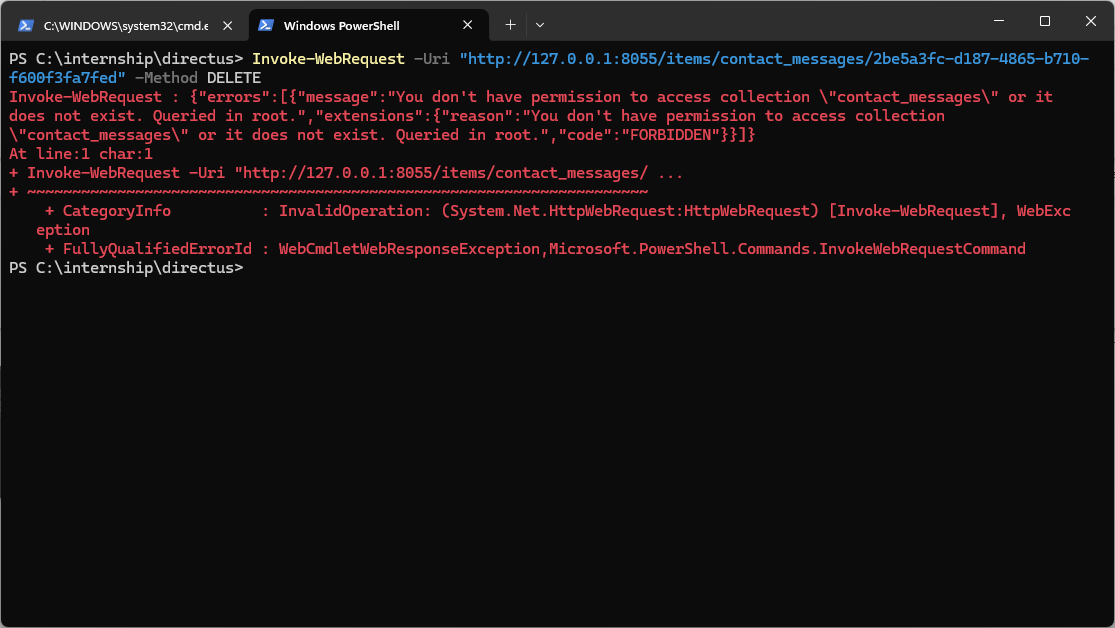 C:\WINDOWS\system32\cmd.e
Windows PowerShell
PS C:\internship\directus> Invoke-WebRequest -Uri "http://127.0.0.1:8055/items/contact_messages/2be5a3fc-d187-4865-b710-
f600f3fa7fed" -Method DELETE
Invoke-WebRequest : {"errors":[{"message":"You don't have permission to access collection \"contact_messages\" or it
does not exist. Queried in root.","extensions":{"reason":"You don't have permission to access collection
\"contact_messages\" or it does not exist. Queried in root.","code":"FORBIDDEN"}}]}
At line:1 char:1
+ Invoke-WebRequest -Uri "http://127.0.0.1:8055/items/contact_messages/ ...
+ ~~~~~~~~~~~~~~~~~~~~~~~~~~~~~~~~~~~~~~~~~~~~~~~~~~~~~~~~~~~~~~~~~~~~~
    + CategoryInfo          : InvalidOperation: (System.Net.HttpWebRequest:HttpWebRequest) [Invoke-WebRequest], WebExc
   eption
    + FullyQualifiedErrorId : WebCmdletWebResponseException,Microsoft.PowerShell.Commands.InvokeWebRequestCommand
PS C:\internship\directus>